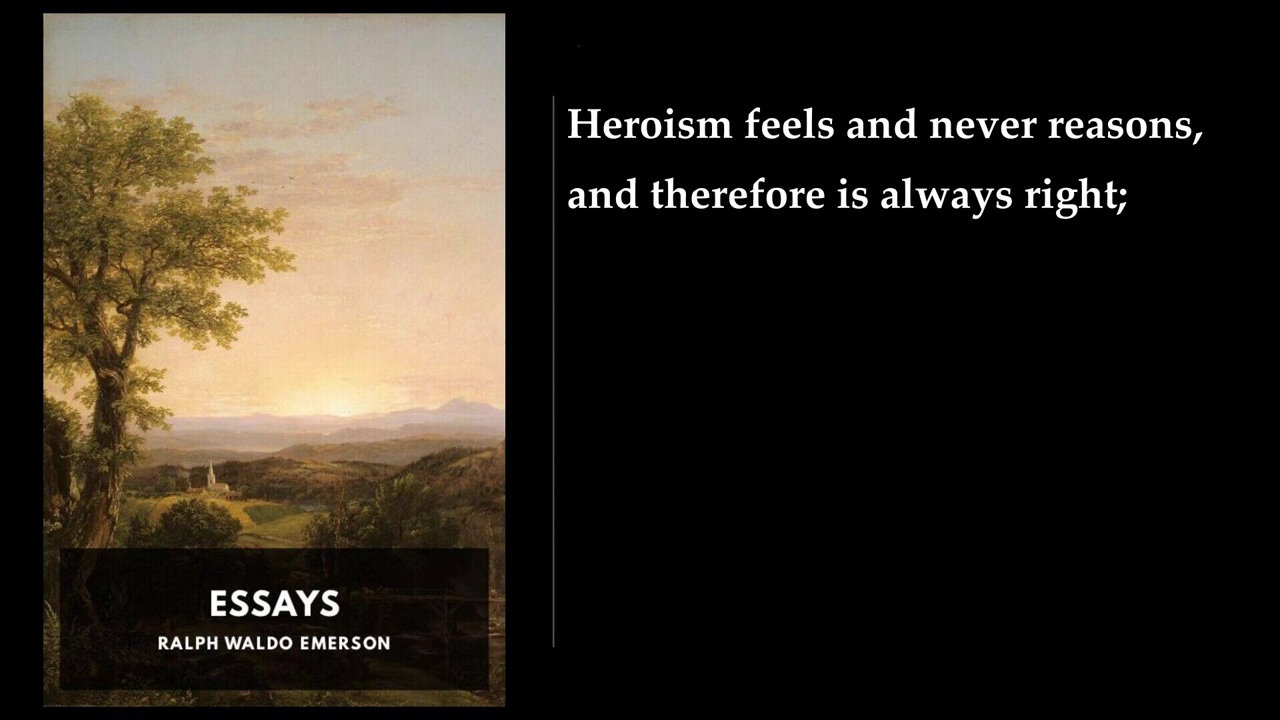 Heroism feels and never reasons,
and therefore is always right;
ESSAYS
RALPH WALDO EMERSON